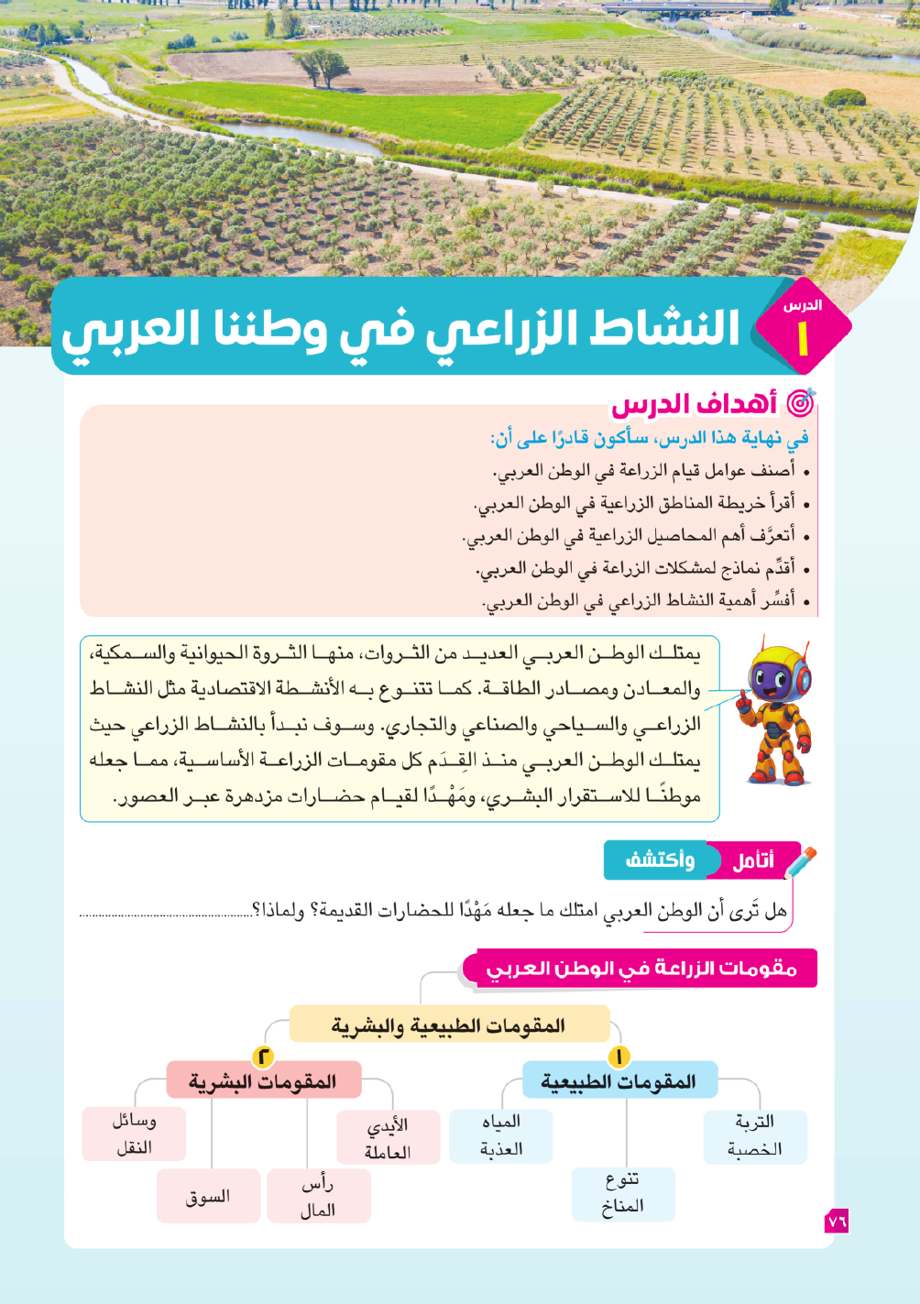 الدرس
١
النشاط الزراعي في وطننا العربي
أهداف الدرس
في نهاية هذا الدرس، سأكون قادرًا على أن:
• أصنف عوامل قيام الزراعة في الوطن العربي.
• أقرأ خريطة المناطق الزراعية في الوطن العربي.
• أتعرَّف أهم المحاصيل الزراعية في الوطن العربي.
• أقدِّم نماذج لمشكلات الزراعة في الوطن العربي.
• أفسِّر أهمية النشاط الزراعي في الوطن العربي.
يمتلك الوطن العربي العديد من الثروات، منها الثروة الحيوانية والسمكية،
والمعادن ومصادر الطاقة. كما تتنوع به الأنشطة الاقتصادية مثل النشاط
الزراعي والسياحي والصناعي والتجاري. وسوف نبدأ بالنشاط الزراعي حيث
يمتلك الوطن العربي منذ القِدَم كل مقومات الزراعة الأساسية، مما جعله
موطنًا للاستقرار البشري، ومَهْدًا لقيام حضارات مزدهرة عبر العصور.
أتأمل وأكتشف
هل تَرى أن الوطن العربي امتلك ما جعله مَهْدًا للحضارات القديمة؟ ولماذا؟..............................
مقومات الزراعة في الوطن العربي
المقومات الطبيعية والبشرية
١
المقومات الطبيعية
التربة
الخصبة
تنوع
المناخ
المياه
العذبة
٢
المقومات البشرية
الأيدي
العاملة
رأس
المال
السوق
وسائل
النقل
٧٦